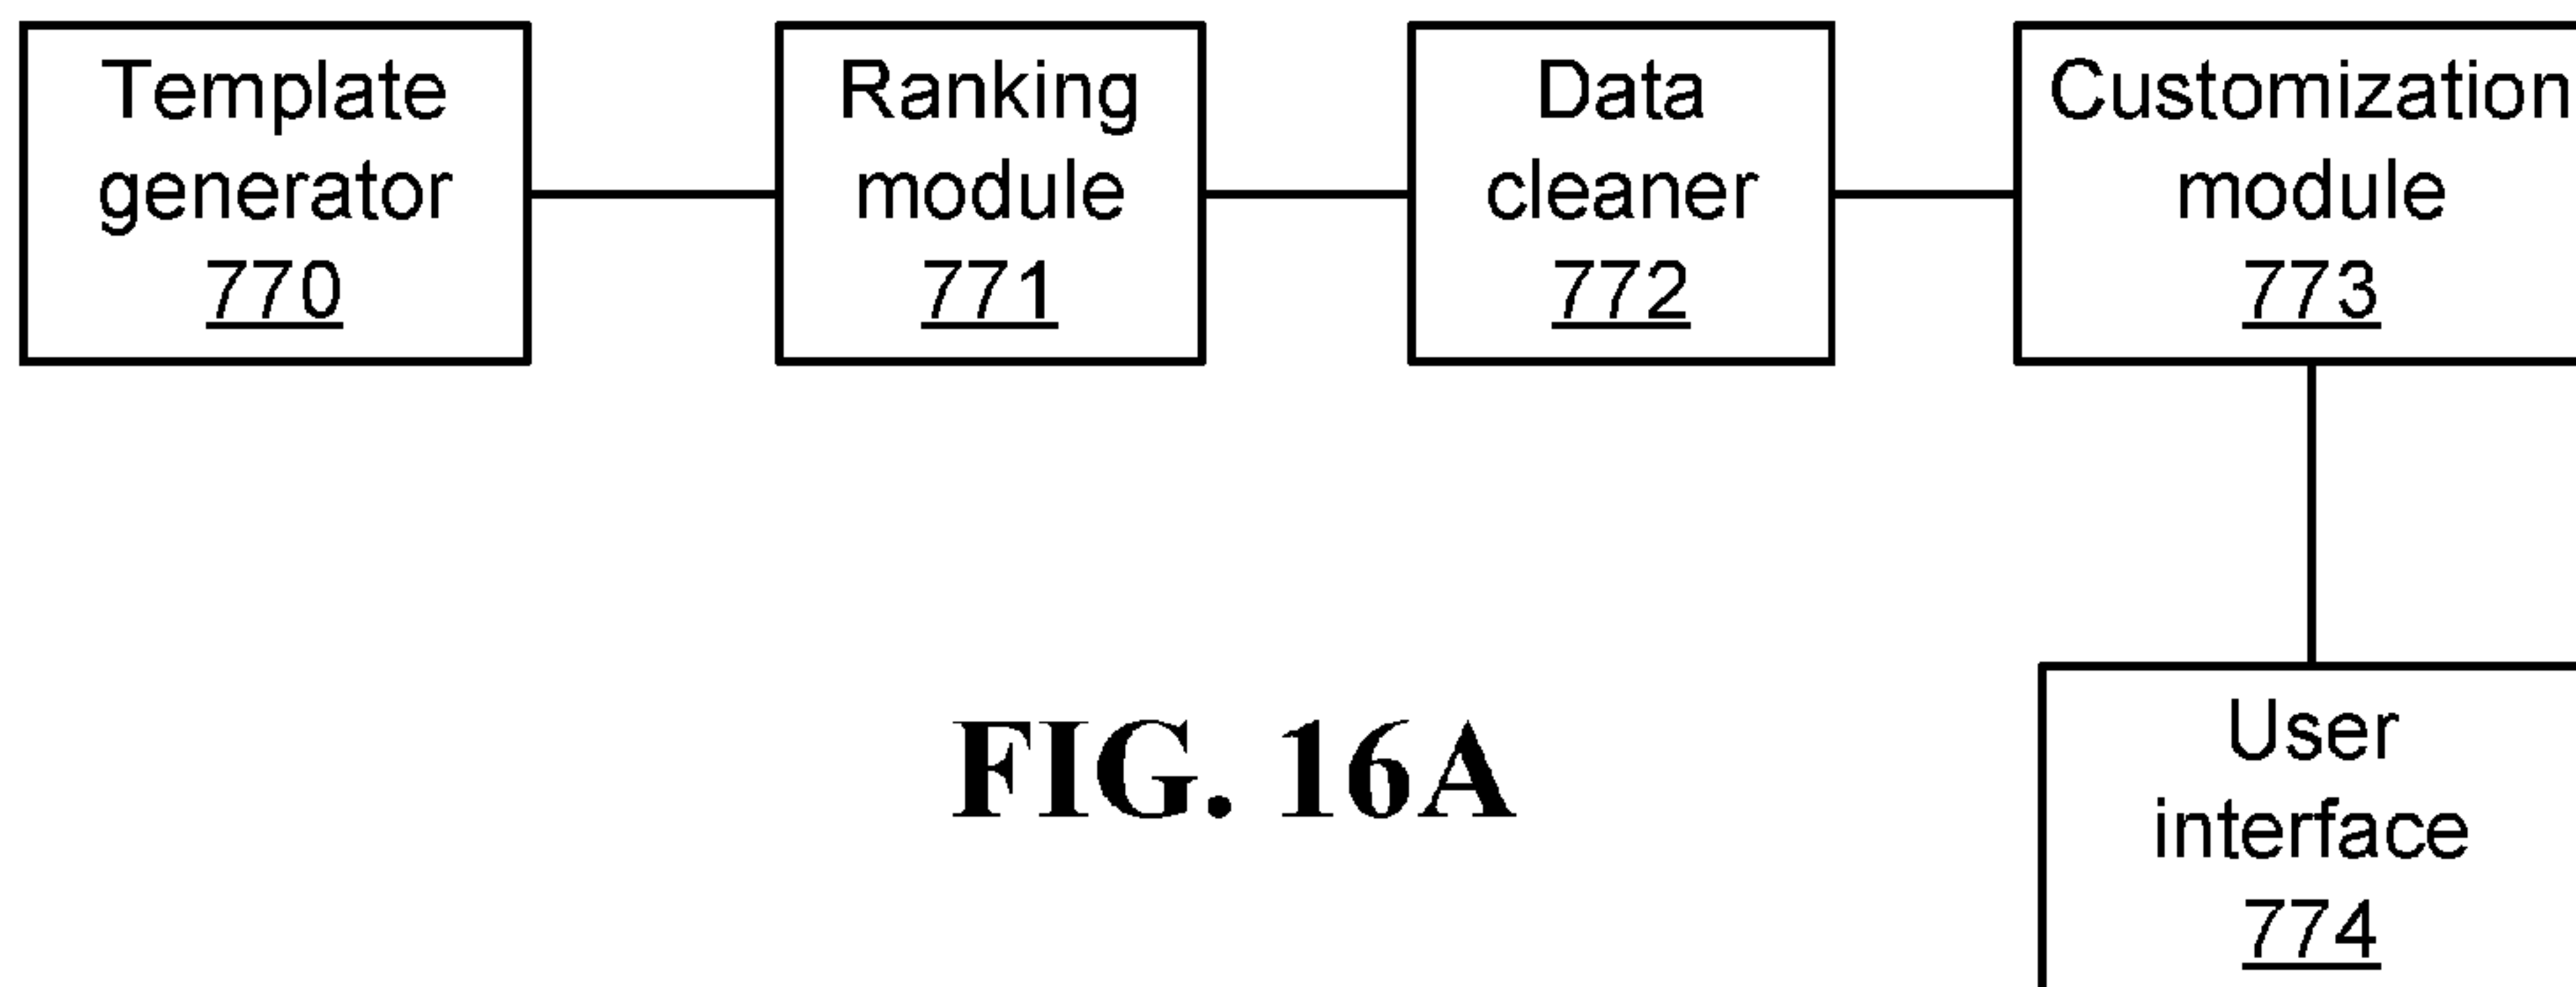 Template
generator
770
Ranking
module
771
Data
cleaner
772
Customization
module
773
User
interface
774
FIG. 16A